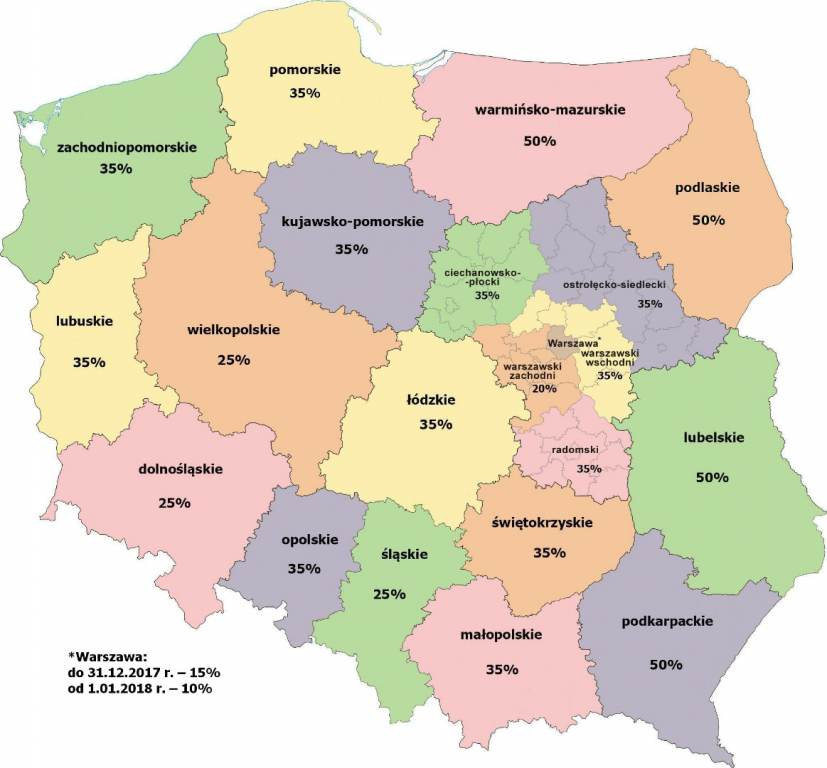 pomorskie
35%
warmińsko-mazurskie
50%
zachodniopomorskie
35%
podlaskie
50%
kujawsko-pomorskie
35%
ciechanowsko-
-płocki
35%
ostrołęcko-siedlecki
35%
lubuskie
35%
wielkopolskie
25%
Warszawa*
warszawski
wschodni
35%
warszawski
zachodni
20%
łódzkie
35%
lubelskie
50%
radomski
35%
dolnośląskie
25%
świętokrzyskie
35%
opolskie
35%
śląskie
25%
małopolskie
35%
podkarpackie
50%
*Warszawa:
do 31.12.2017 r. – 15%
od 1.01.2018 r. – 10%